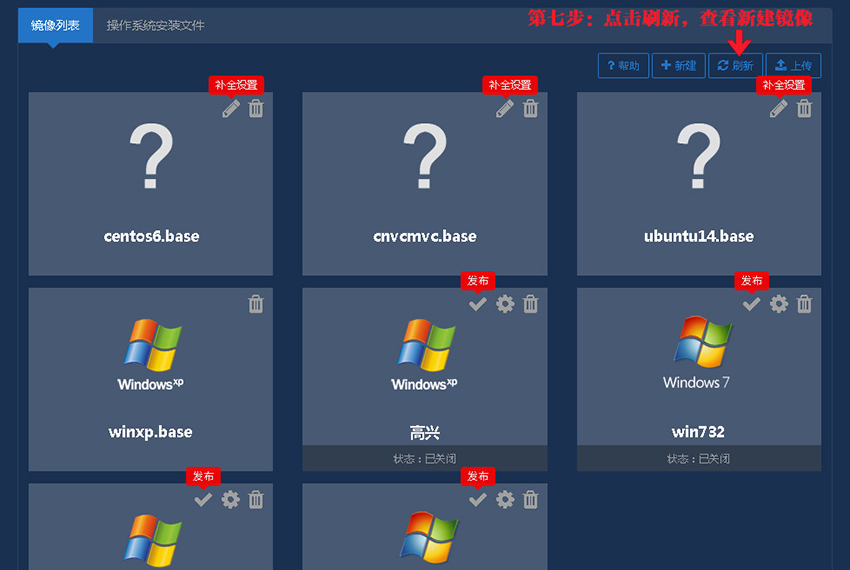 第七步：点击刷新，查看新建镜像
镜像列表 操作系统安装文件
帮助 新建 刷新 上传
补全设置 补全设置 补全设置
? ? ?
centos6.base cnvcmvc.base ubuntu14.base
发布 发布
Windowsxp Windowsxp Windows 7
winxp.base 高兴 win732
状态：已关闭 状态：已关闭
发布 发布